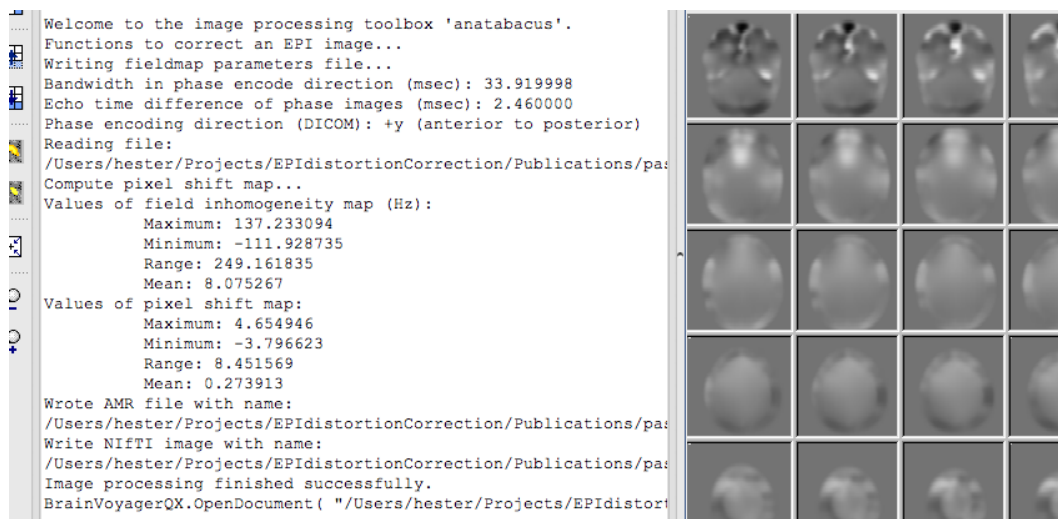 Welcome to the image processing toolbox 'anatabacus'.
Functions to correct an EPI image...
Writing fieldmap parameters file...
Bandwidth in phase encode direction (msec): 33.919998
Echo time difference of phase images (msec): 2.460000
Phase encoding direction (DICOM): +y (anterior to posterior)
Reading file:
/Users/hester/Projects/EPIdistortionCorrection/Publications/pa
Compute pixel shift map...
Values of field inhomogeneity map (Hz):
Maximum: 137.233094
Minimum: -111.928735
Range: 249.161835
Mean: 8.075267
Values of pixel shift map:
Maximum: 4.654946
Minimum: -3.796623
Range: 8.451569
Mean: 0.273913
Wrote AMR file with name:
/Users/hester/Projects/EPIdistortionCorrection/Publications/pa
Write NIfTI image with name:
/Users/hester/Projects/EPIdistortionCorrection/Publications/pa
Image processing finished successfully.
BrainVoyagerQX.OpenDocument( "/Users/hester/Projects/EPIdistort